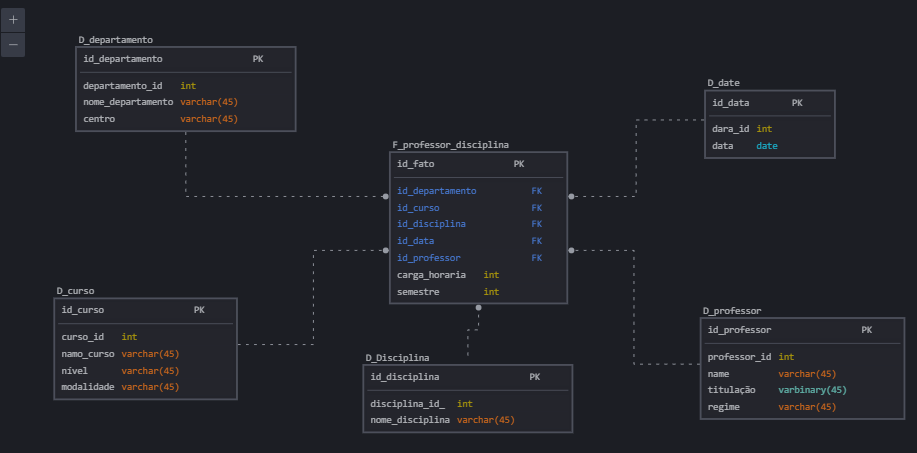 +
−
D_departamento
id_departamento PK
departamento_id int
nome_departamento varchar(45)
centro varchar(45)
D_date
id_data PK
dara_id int
data date
F_professor_disciplina
id_fato PK
id_departamento FK
id_curso FK
id_disciplina FK
id_data FK
id_professor FK
carga_horaria int
semestre int
D_curso
id_curso PK
curso_id int
namo_curso varchar(45)
nível varchar(45)
modalidade varchar(45)
D_Disciplina
id_disciplina PK
disciplina_id_ int
nome_disciplina varchar(45)
D_professor
id_professor PK
professor_id int
name varchar(45)
titulação varbinary(45)
regime varchar(45)